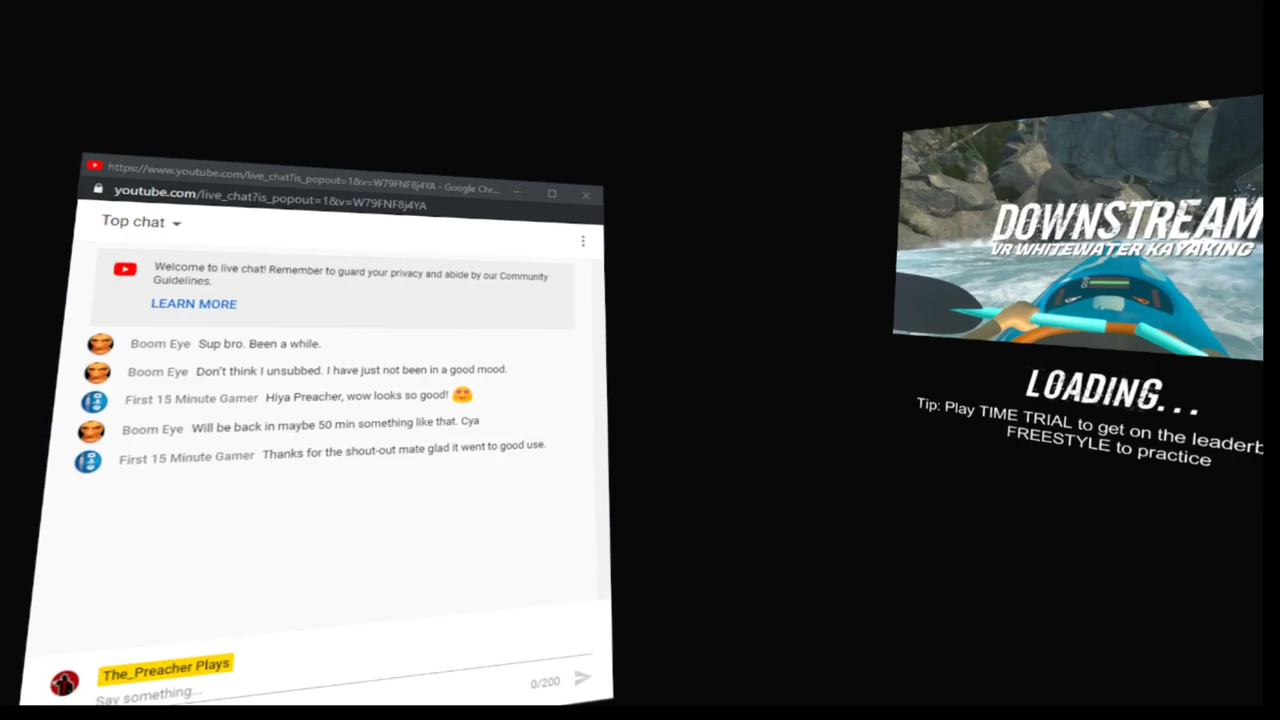 https://www.youtube.com/live_chat?is_popout=1&v=W79FNF8j4YA - Google Chr...
youtube.com/live_chat?is_popout=1&v=W79FNF8j4YA
Top chat
Welcome to live chat! Remember to guard your privacy and abide by our Community
Guidelines.
LEARN MORE
Boom Eye Sup bro. Been a while.
Boom Eye Don't think I unsubbed. I have just not been in a good mood.
First 15 Minute Gamer Hiya Preacher, wow looks so good!
Boom Eye Will be back in maybe 50 min something like that. Cya
First 15 Minute Gamer Thanks for the shout-out mate glad it went to good use.
The_Preacher Plays
Say something...
0/200
DOWNSTREAM
VR WHITEWATER KAYAKING
LOADING...
Tip: Play TIME TRIAL to get on the leaderb
FREESTYLE to practice